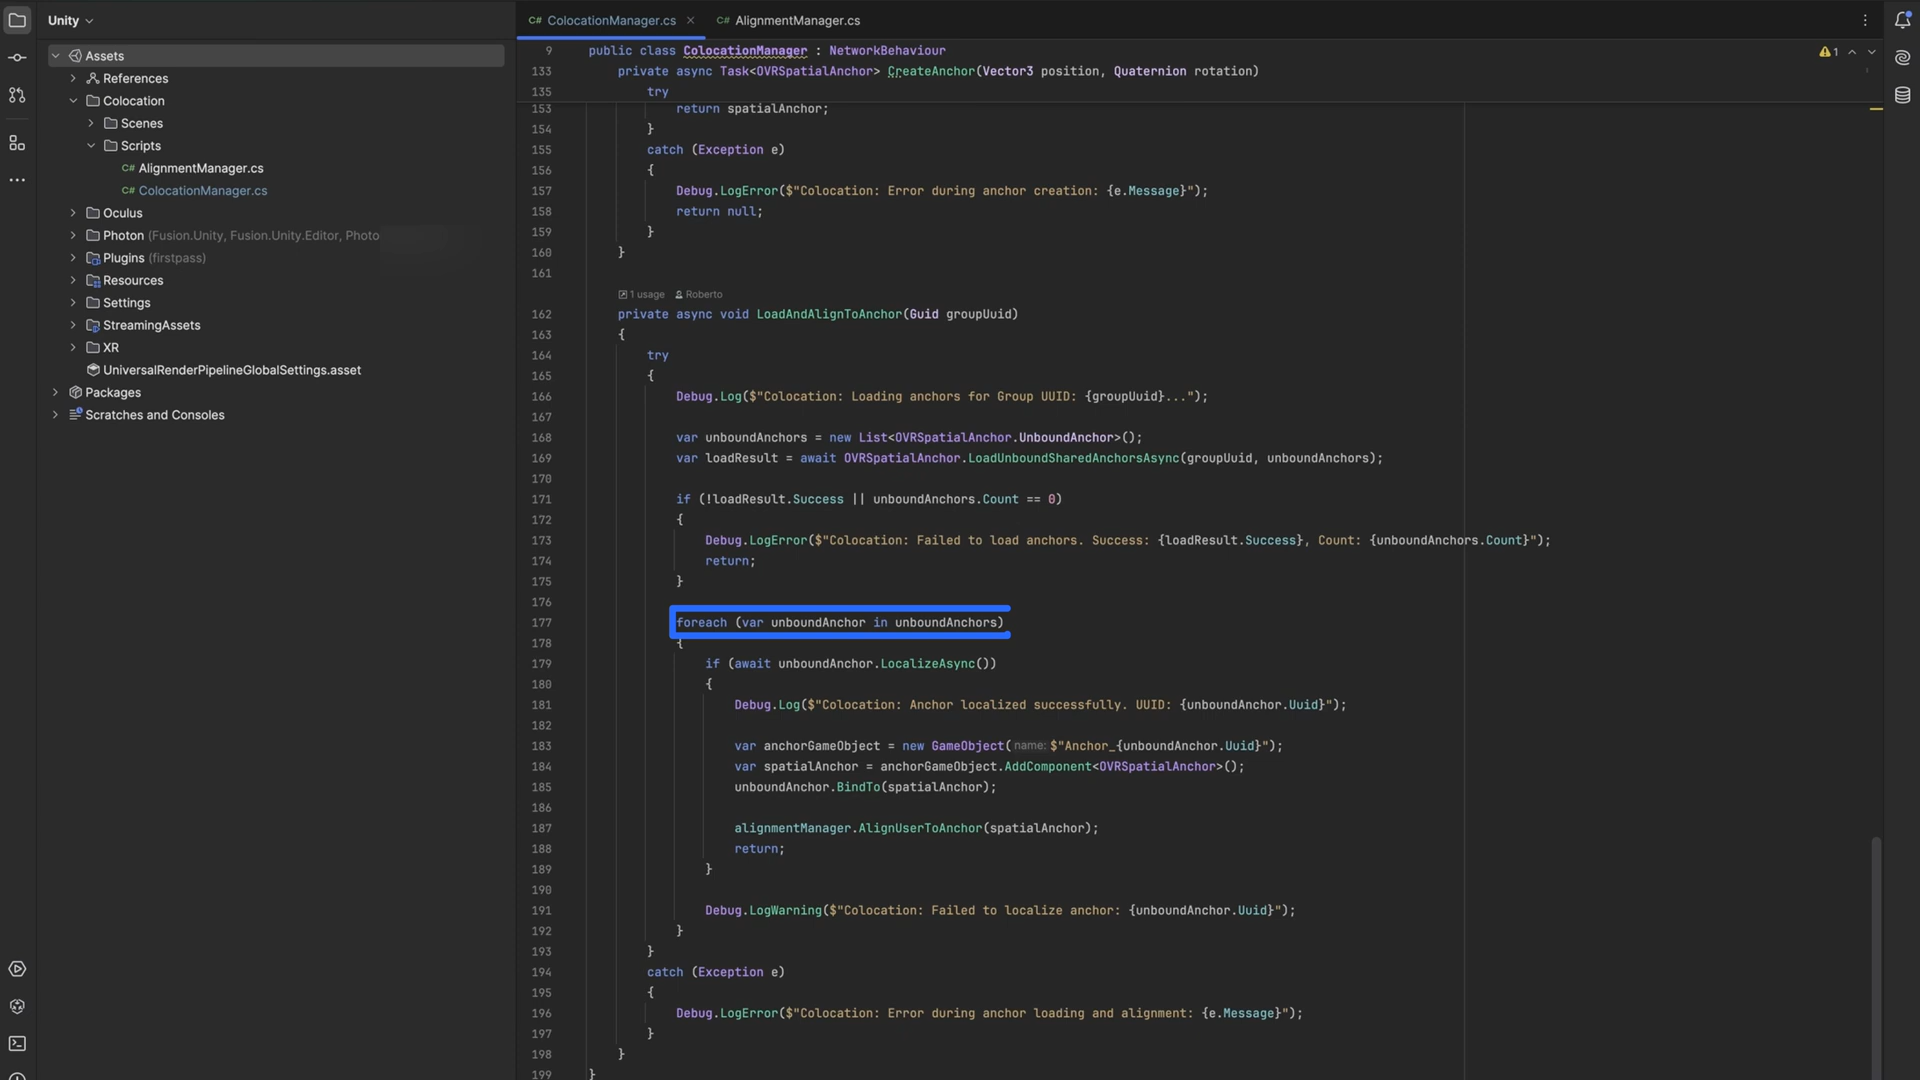 Unity
Assets
References
Colocation
Scenes
Scripts
C# AlignmentManager.cs
C# ColocationManager.cs
Oculus
Photon (Fusion.Unity, Fusion.Unity.Editor, Photo
Plugins (firstpass)
Resources
Settings
StreamingAssets
XR
UniversalRenderPipelineGlobalSettings.asset
Packages
Scratches and Consoles
C# ColocationManager.cs × C# AlignmentManager.cs
1
9 public class ColocationManager : NetworkBehaviour
133 private async Task<OVRSpatialAnchor> CreateAnchor(Vector3 position, Quaternion rotation)
135 try
153 return spatialAnchor;
154 }
155 catch (Exception e)
156 {
157 Debug.LogError($"Colocation: Error during anchor creation: {e.Message}");
158 return null;
159 }
160 }
161
1 usage Roberto
162 private async void LoadAndAlignToAnchor(Guid groupUuid)
163 {
164 try
165 {
166 Debug.Log($"Colocation: Loading anchors for Group UUID: {groupUuid}...");
167
168 var unboundAnchors = new List<OVRSpatialAnchor.UnboundAnchor>();
169 var loadResult = await OVRSpatialAnchor.LoadUnboundSharedAnchorsAsync(groupUuid, unboundAnchors);
170
171 if (!loadResult.Success || unboundAnchors.Count == 0)
172 {
173 Debug.LogError($"Colocation: Failed to load anchors. Success: {loadResult.Success}, Count: {unboundAnchors.Count}");
174 return;
175 }
176
177 foreach (var unboundAnchor in unboundAnchors)
178 {
179 if (await unboundAnchor.LocalizeAsync())
180 {
181 Debug.Log($"Colocation: Anchor localized successfully. UUID: {unboundAnchor.Uuid}");
182
183 var anchorGameObject = new GameObject( name: $"Anchor_{unboundAnchor.Uuid}");
184 var spatialAnchor = anchorGameObject.AddComponent<OVRSpatialAnchor>();
185 unboundAnchor.BindTo(spatialAnchor);
186
187 alignmentManager.AlignUserToAnchor(spatialAnchor);
188 return;
189 }
190
191 Debug.LogWarning($"Colocation: Failed to localize anchor: {unboundAnchor.Uuid}");
192 }
193 }
194 catch (Exception e)
195 {
196 Debug.LogError($"Colocation: Error during anchor loading and alignment: {e.Message}");
197 }
198 }
199 }